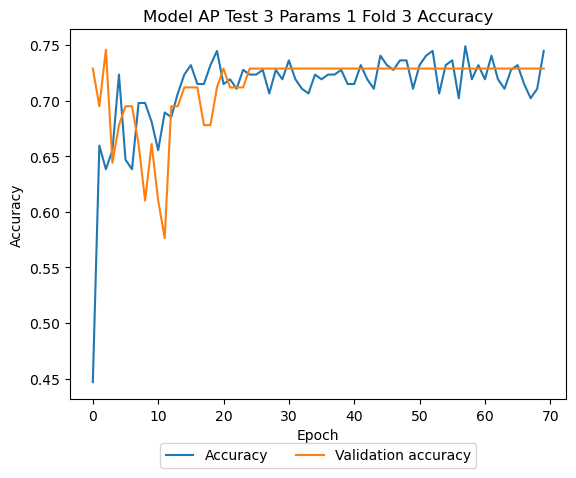 Model AP Test 3 Params 1 Fold 3 Accuracy
Accuracy
0.75
0.70
0.65
0.60
0.55
0.50
0.45
0 10 20 30 40 50 60 70
Epoch
Accuracy Validation accuracy